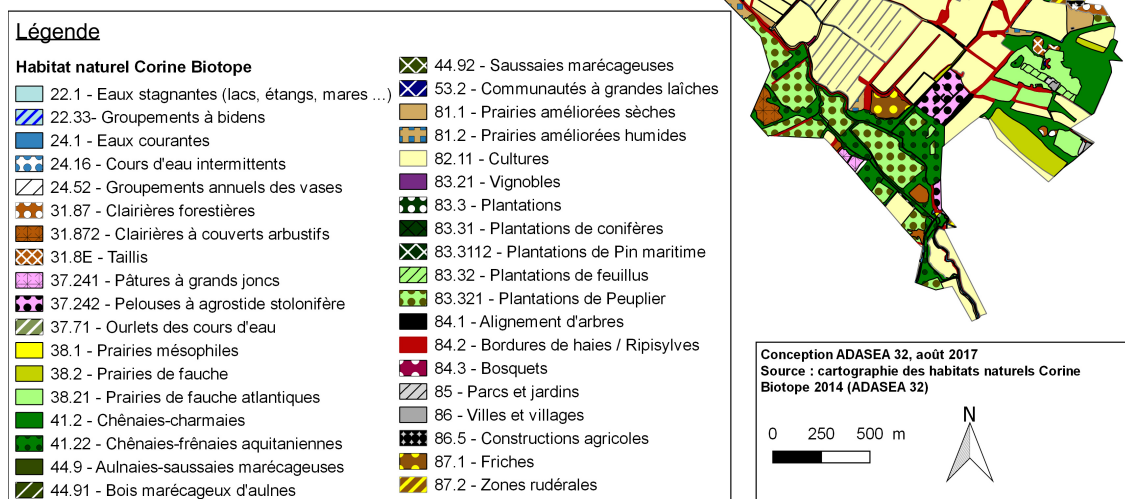 Légende
Habitat naturel Corine Biotope
22.1 - Eaux stagnantes (lacs, étangs, mares ...)
22.33- Groupements à bidens
24.1 - Eaux courantes
24.16 - Cours d'eau intermittents
24.52 - Groupements annuels des vases
31.87 - Clairières forestières
31.872 - Clairières à couverts arbustifs
31.8E - Taillis
37.241 - Pâtures à grands joncs
37.242 - Pelouses à agrostide stolonifère
37.71 - Ourlets des cours d'eau
38.1 - Prairies mésophiles
38.2 - Prairies de fauche
38.21 - Prairies de fauche atlantiques
41.2 - Chênaies-charmaies
41.22 - Chênaies-frênaies aquitaniennes
44.9 - Aulnaies-saussaies marécageuses
44.91 - Bois marécageux d'aulnes
44.92 - Saussaies marécageuses
53.2 - Communautés à grandes laîches
81.1 - Prairies améliorées sèches
81.2 - Prairies améliorées humides
82.11 - Cultures
83.21 - Vignobles
83.3 - Plantations
83.31 - Plantations de conifères
83.3112 - Plantations de Pin maritime
83.32 - Plantations de feuillus
83.321 - Plantations de Peuplier
84.1 - Alignement d'arbres
84.2 - Bordures de haies / Ripisylves
84.3 - Bosquets
85 - Parcs et jardins
86 - Villes et villages
86.5 - Constructions agricoles
87.1 - Friches
87.2 - Zones rudérales
Conception ADASEA 32, août 2017
Source : cartographie des habitats naturels Corine
Biotope 2014 (ADASEA 32)
N
0 250 500 m